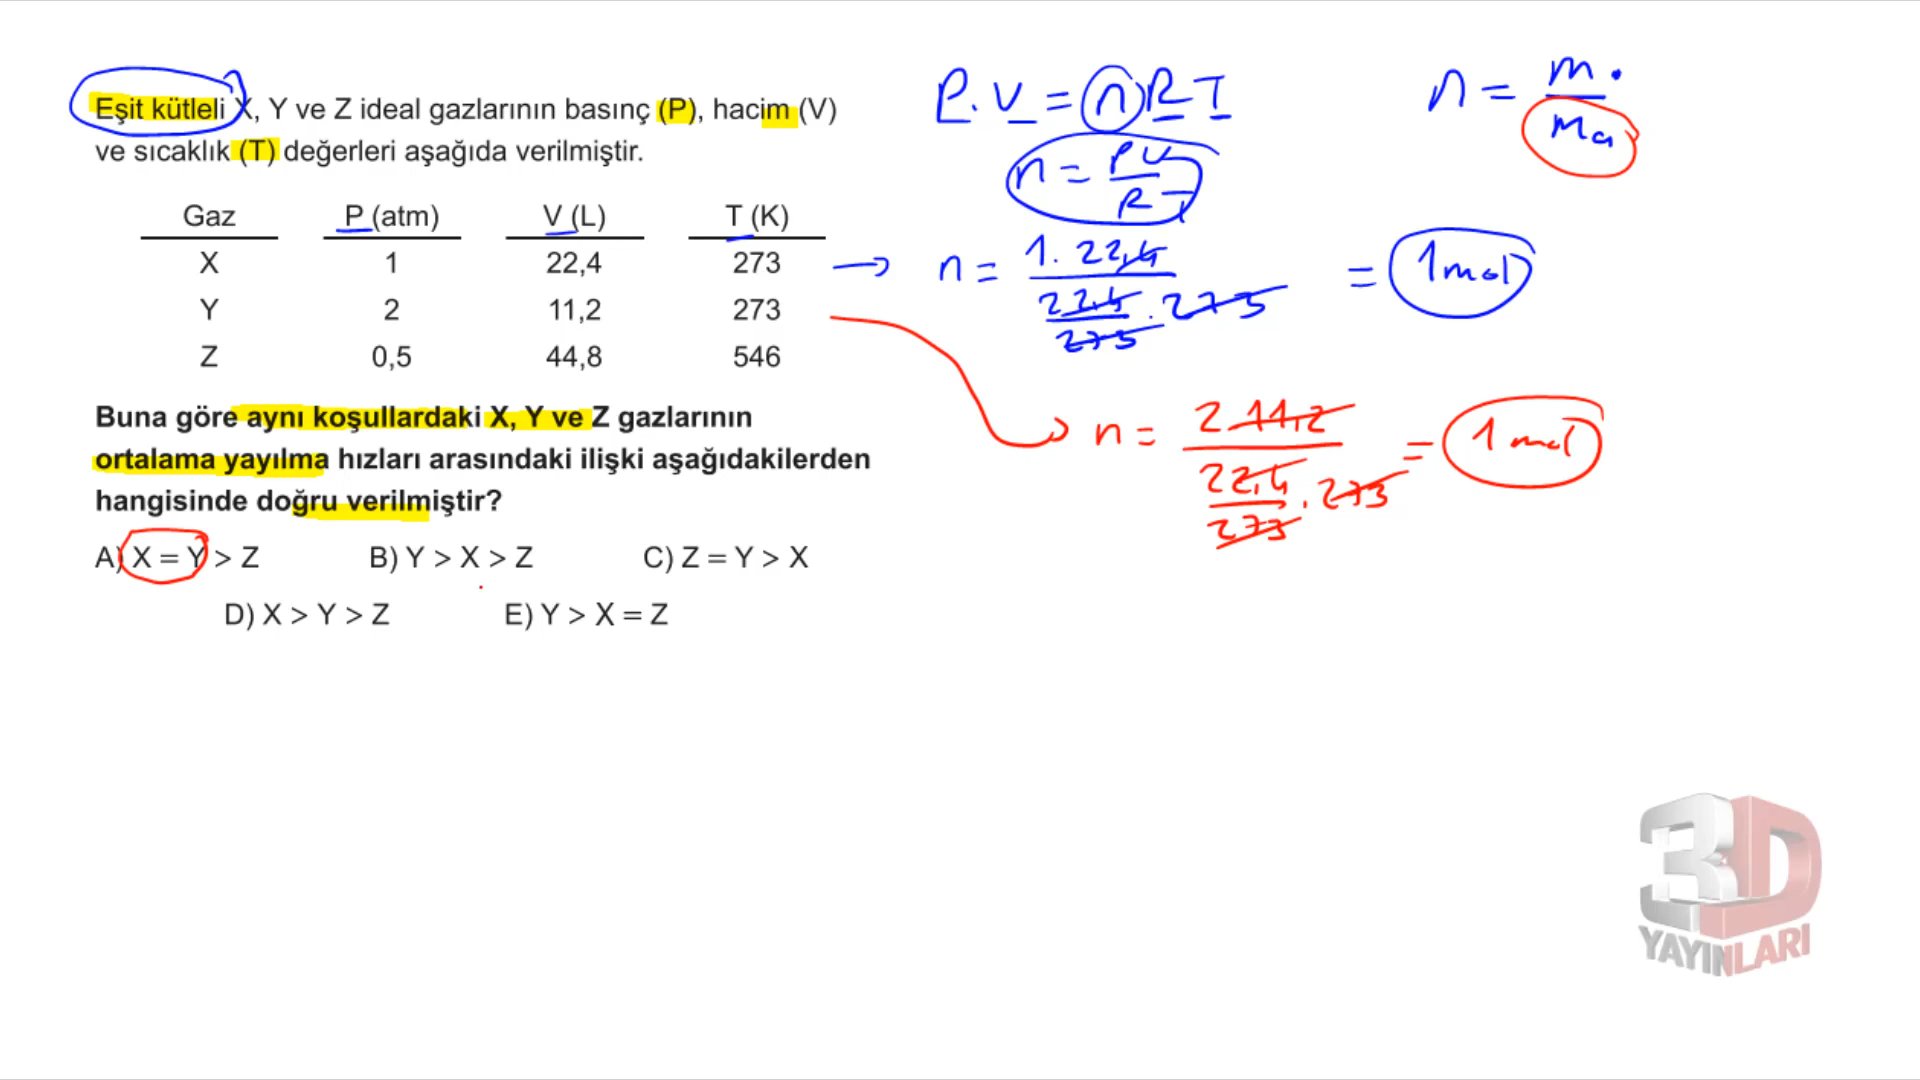 Eşit kütleli X, Y ve Z ideal gazlarının basınç (P), hacim (V)
ve sıcaklık (T) değerleri aşağıda verilmiştir.
Gaz P (atm) V (L) T (K)
X 1 22,4 273
Y 2 11,2 273
Z 0,5 44,8 546
Buna göre aynı koşullardaki X, Y ve Z gazlarının
ortalama yayılma hızları arasındaki ilişki aşağıdakilerden
hangisinde doğru verilmiştir?
A) X = Y > Z B) Y > X > Z C) Z = Y > X
D) X > Y > Z E) Y > X = Z
P.V = n R T
n = PV / RT
n = m / Ma
n = 1. 22,4 / 22,4 / 273 . 273 = 1 mol
n = 2 11,2 / 22,4 / 273 . 273 = 1 mol
3D
YAYINLARI